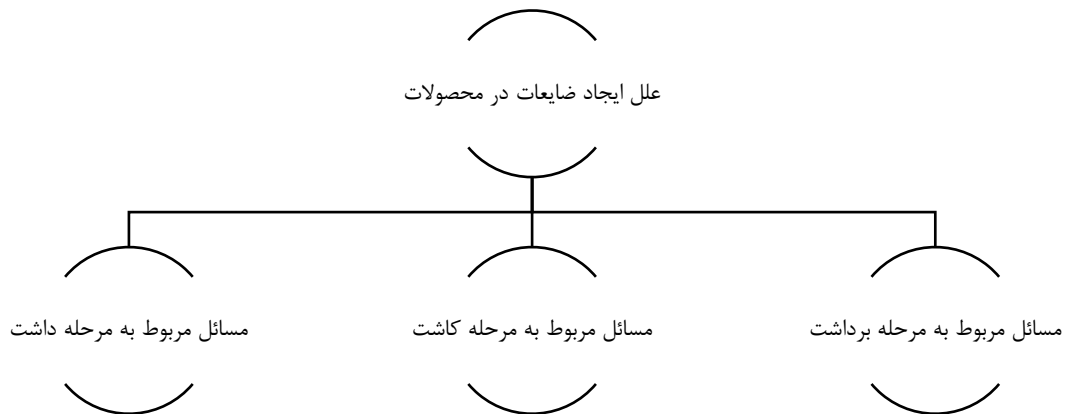 علل ایجاد ضایعات در محصولات
مسائل مربوط به مرحله برداشت
مسائل مربوط به مرحله کاشت
مسائل مربوط به مرحله داشت